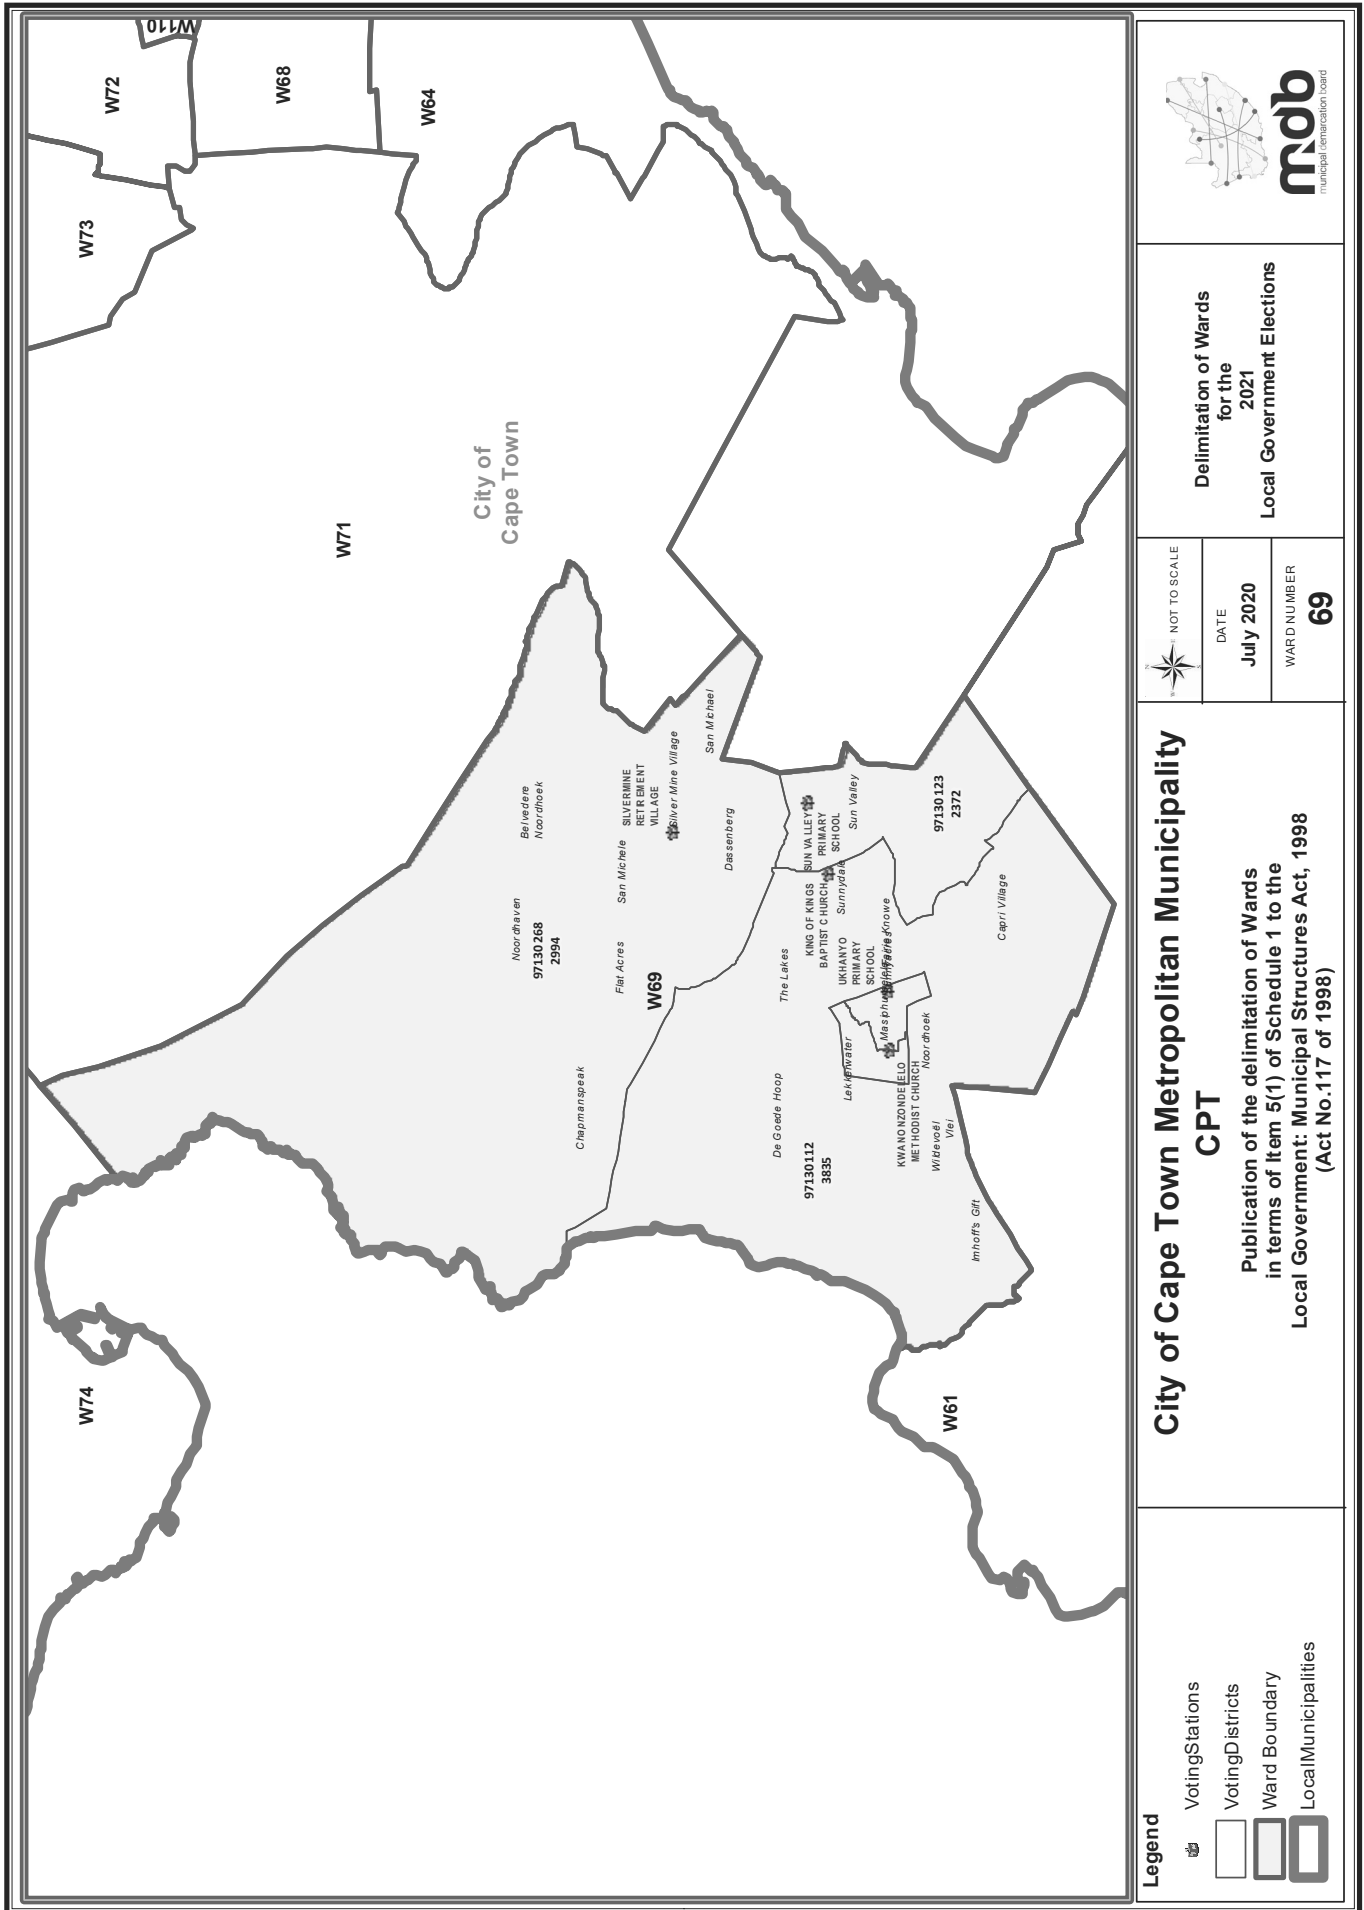 W110
W72
W68
W64
W73
W71
City of
Cape Town
W74
W61
W69
Belvedere
Noordhoek
SILVERMINE
RETIREMENT
VILLAGE
Silver Mine Village
San Michael
San Michele
Dassenberg
Noordhaven
97130268
2994
Flat Acres
Chapmanspeak
SUN VALLEY
PRIMARY
SCHOOL
Sun Valley
97130123
2372
KING OF KINGS
BAPTIST CHURCH
Sunnydale
UKHANYO
PRIMARY
SCHOOL
Knowe
Capri Village
The Lakes
De Goede Hoop
97130112
3835
Lekkerwater
Noordhoek
KWANONZONDELELO
METHODIST CHURCH
Wildevoël
Vlei
Imhoff's Gift
Legend
VotingStations
VotingDistricts
Ward Boundary
LocalMunicipalities
City of Cape Town Metropolitan Municipality
CPT
Publication of the delimitation of Wards
in terms of Item 5(1) of Schedule 1 to the
Local Government: Municipal Structures Act, 1998
(Act No.117 of 1998)
N
E
S
W
NOT TO SCALE
DATE
July 2020
WARD NUMBER
69
Delimitation of Wards
for the
2021
Local Government Elections
mdb
municipal demarcation board